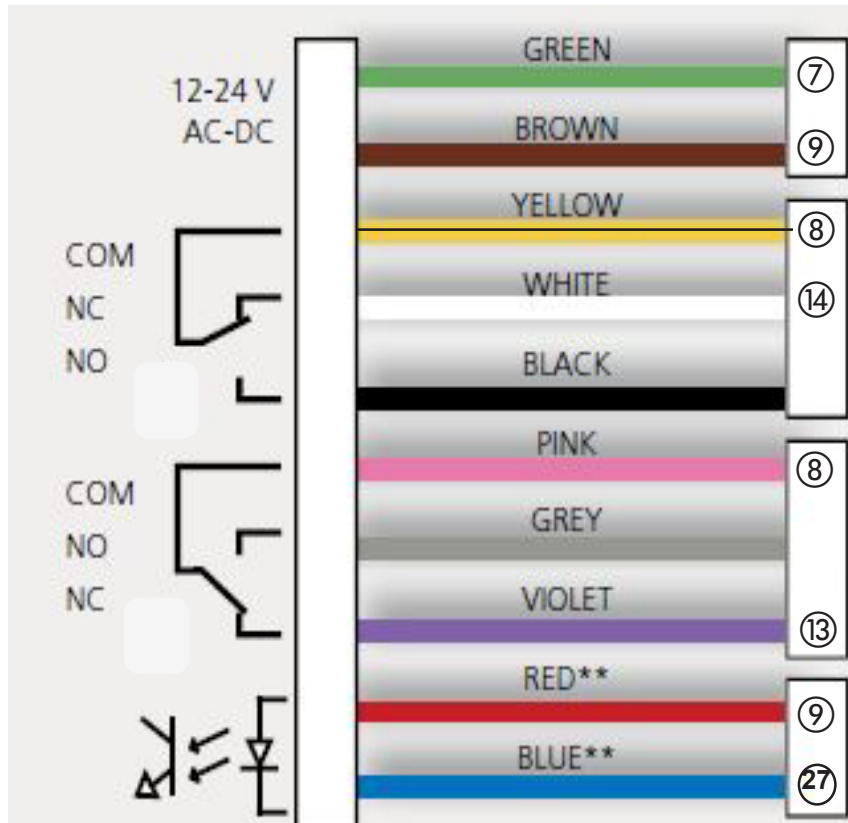 12-24 V
AC-DC
GREEN
⑦
BROWN
⑨
COM
NC
NO
YELLOW
⑧
WHITE
⑭
BLACK
COM
NO
NC
PINK
⑧
GREY
VIOLET
⑬
RED**
⑨
BLUE**
㉗